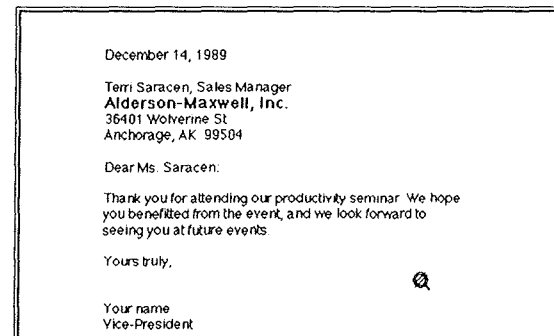 December 14, 1989
Terri Saracen, Sales Manager
Alderson-Maxwell, Inc.
36401 Wolverine St
Anchorage, AK 99504
Dear Ms. Saracen:
Thank you for attending our productivity seminar. We hope
you benefitted from the event, and we look forward to
seeing you at future events.
Yours truly,
Your name
Vice-President